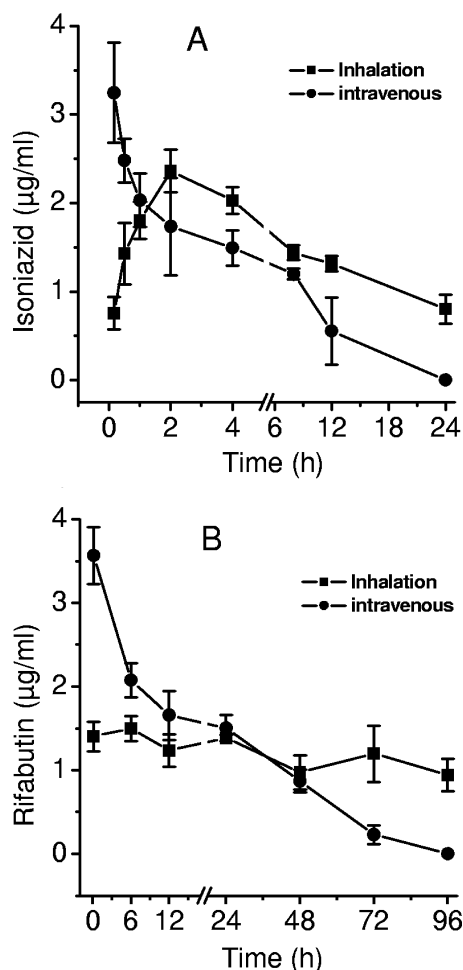 A
Inhalation
intravenous
Isoniazid (µg/ml)
4
3
2
1
0
0 2 4 6 12 18 24
Time (h)
B
Inhalation
intravenous
Rifabutin (µg/ml)
4
3
2
1
0
0 6 12 24 48 72 96
Time (h)